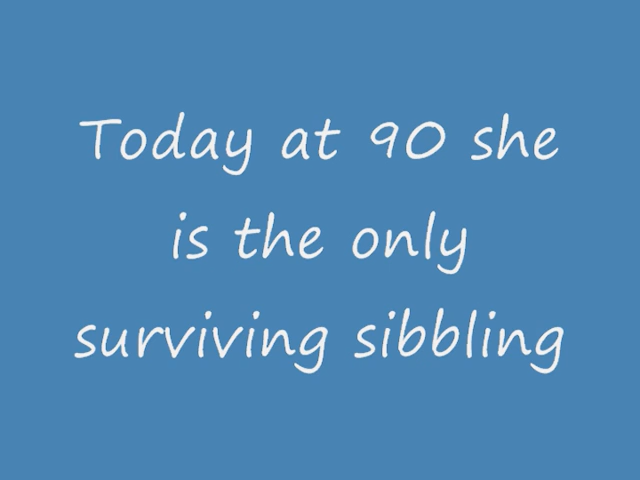 Today at 90 she
is the only
surviving sibbling